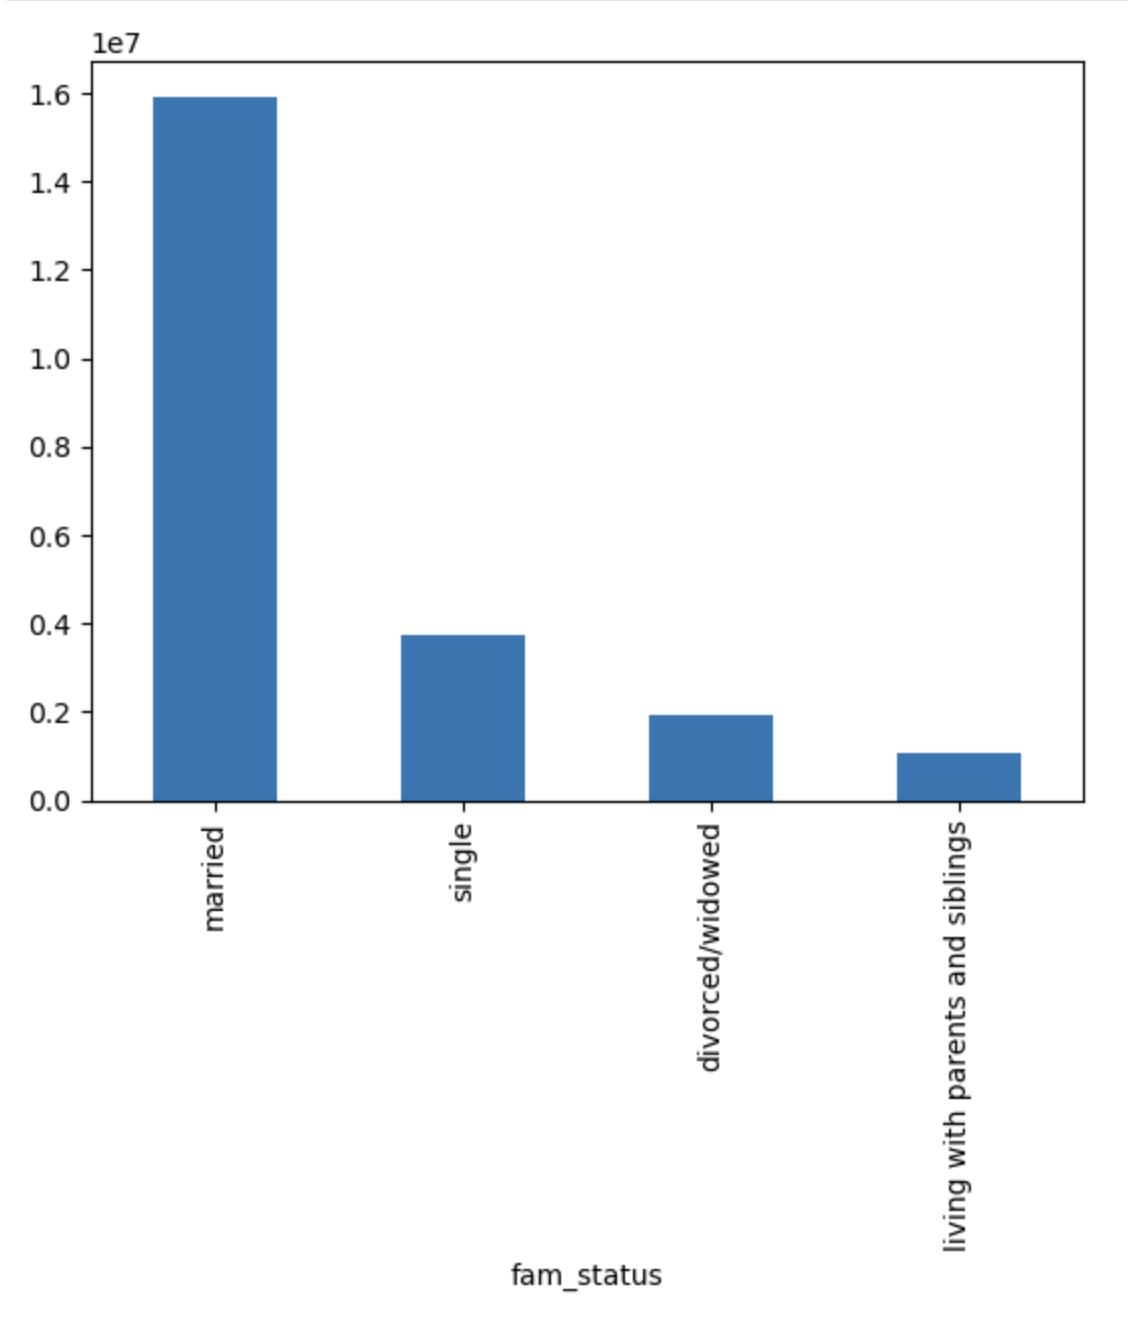 1e7
1.6
1.4
1.2
1.0
0.8
0.6
0.4
0.2
0.0
married
single
divorced/widowed
living with parents and siblings
fam_status